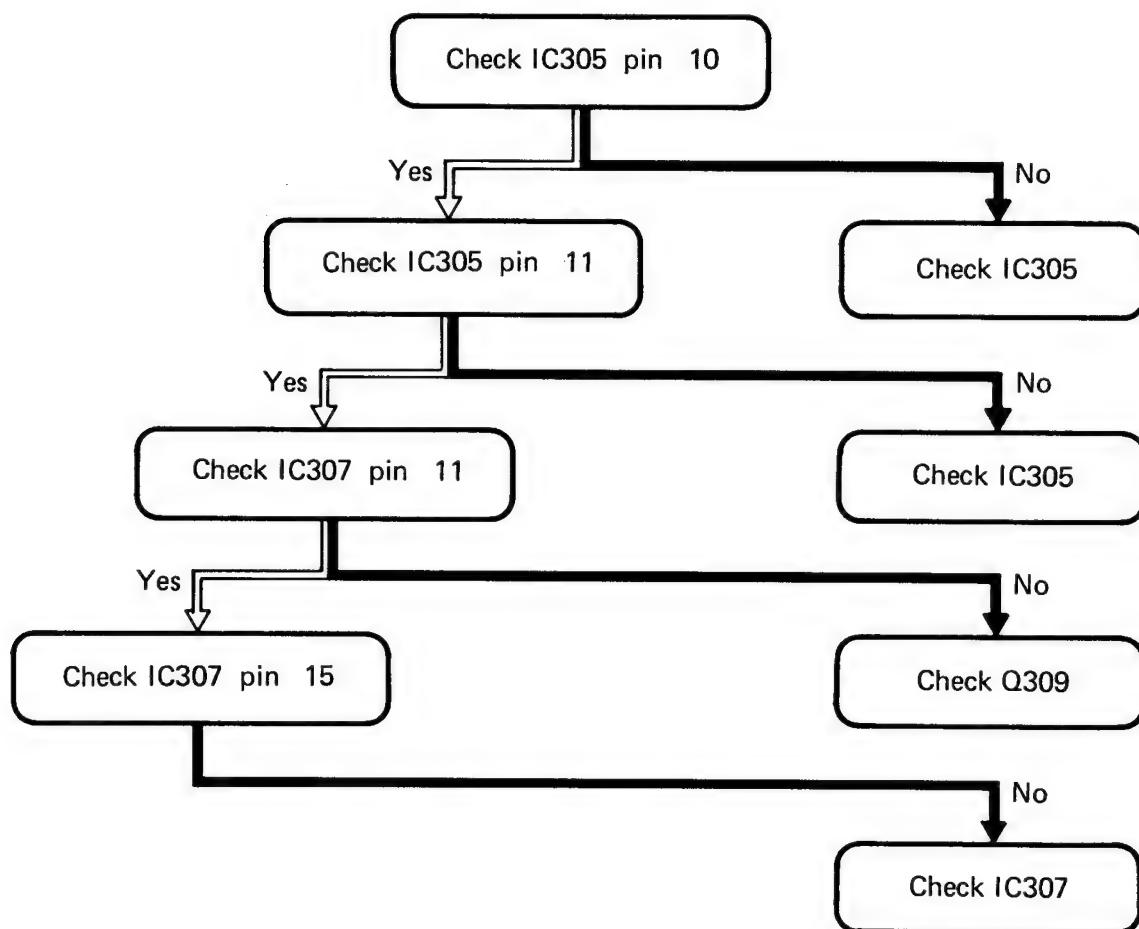 Check IC305 pin 10
Yes
No
Check IC305 pin 11
Check IC305
Yes
No
Check IC307 pin 11
Check IC305
Yes
No
Check IC307 pin 15
Check Q309
No
Check IC307